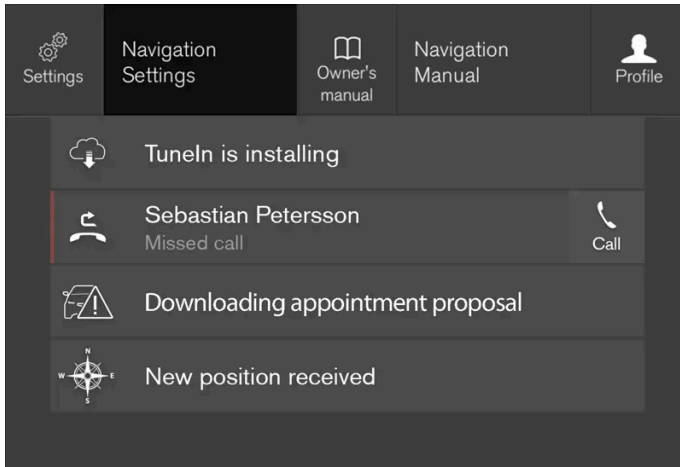 Settings
Navigation
Settings
Owner's
manual
Navigation
Manual
Profile
TuneIn is installing
Sebastian Petersson
Missed call
Call
Downloading appointment proposal
N
W E
S
New position received